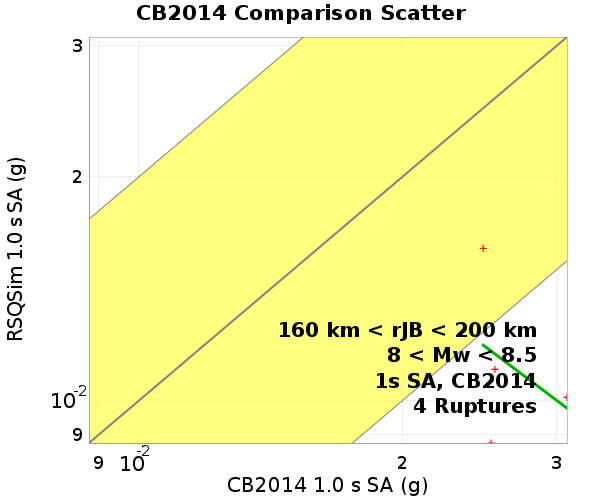 CB2014 Comparison Scatter
RSQSim 1.0 s SA (g)
3
2
10-2
9
160 km < rJB < 200 km
8 < Mw < 8.5
1s SA, CB2014
4 Ruptures
9 10-2 2 3
CB2014 1.0 s SA (g)